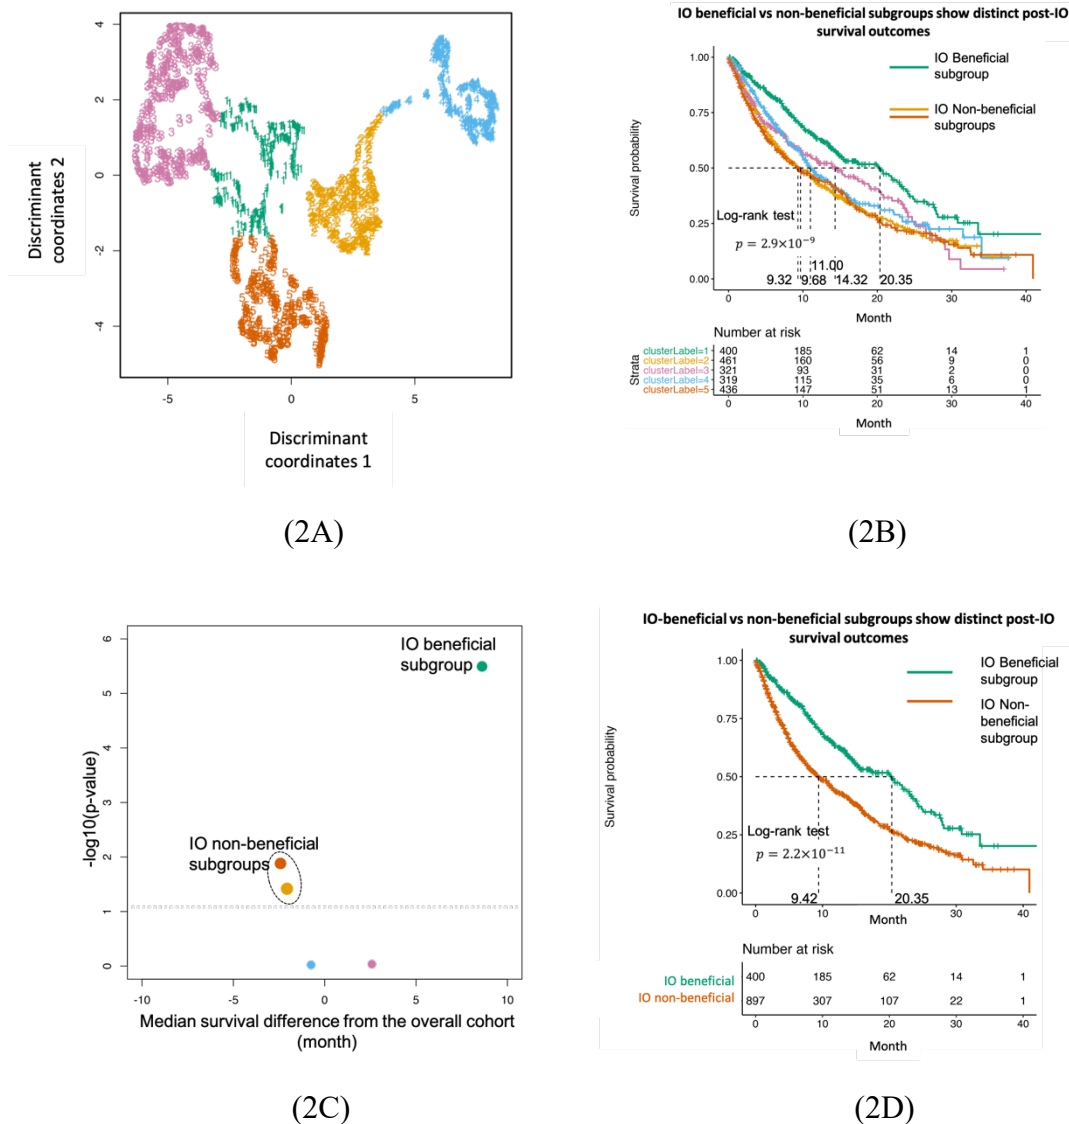 4
2
0
-2
-4
-5
0
5
Discriminant
coordinates 2
Discriminant
coordinates 1
(2A)
IO beneficial vs non-beneficial subgroups show distinct post-IO
survival outcomes
IO Beneficial
subgroup
IO Non-beneficial
subgroups
1.00
0.75
0.50
0.25
0.00
Survival probability
Log-rank test
p = 2.9×10⁻⁹
11.00
9.32 9.68 14.32 20.35
0 10 20 30 40
Month
Number at risk
Strata
clusterLabel=1 400 185 62 14 1
clusterLabel=2 461 160 56 9 0
clusterLabel=3 321 93 31 2 0
clusterLabel=4 319 115 35 6 0
clusterLabel=5 436 147 51 13 1
0 10 20 30 40
Month
(2B)
6
5
4
3
2
1
0
-log10(p-value)
IO beneficial
subgroup
IO non-beneficial
subgroups
-10 -5 0 5 10
Median survival difference from the overall cohort
(month)
(2C)
IO-beneficial vs non-beneficial subgroups show distinct post-IO
survival outcomes
IO Beneficial
subgroup
IO Non-
beneficial
subgroup
1.00
0.75
0.50
0.25
0.00
Survival probability
Log-rank test
p = 2.2×10⁻¹¹
9.42 20.35
0 10 20 30 40
Month
Number at risk
IO beneficial 400 185 62 14 1
IO non-beneficial 897 307 107 22 1
0 10 20 30 40
Month
(2D)